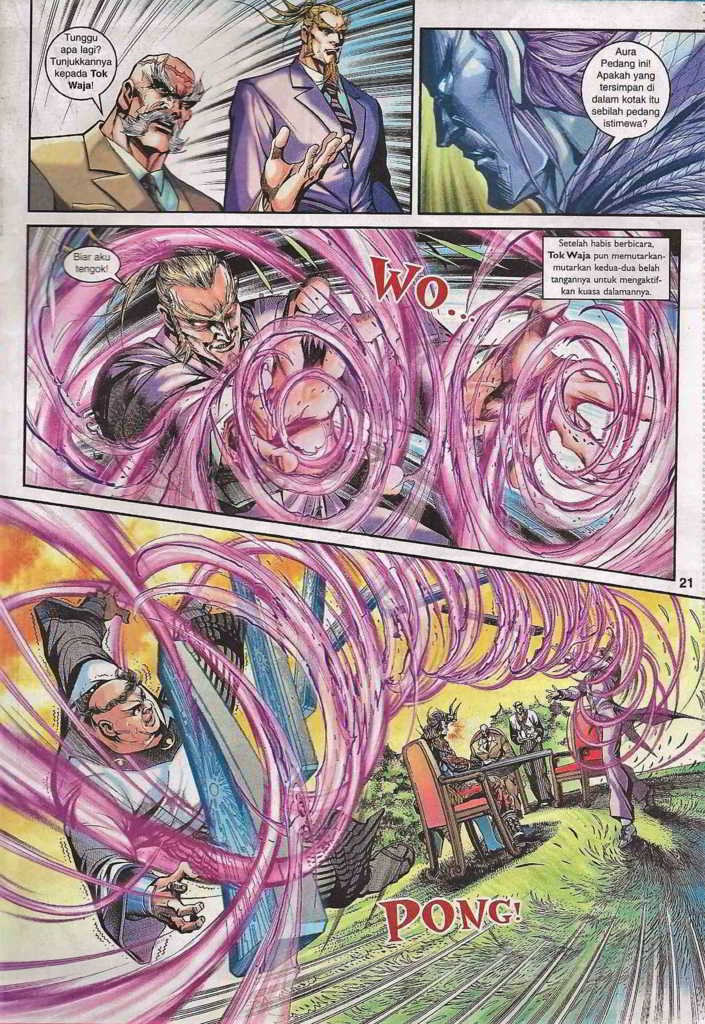 Tunggu
apa lagi?
Tunjukkannya
kepada Tok
Waja!
Aura
Pedang ini!
Apakah yang
tersimpan di
dalam kotak itu
sebilah pedang
istimewa?
Biar aku
tengok!
WO...
Setelah habis berbicara,
Tok Waja pun memutarkan-
mutarkan kedua-dua belah
tangannya untuk mengaktif-
kan kuasa dalamannya.
21
PONG!